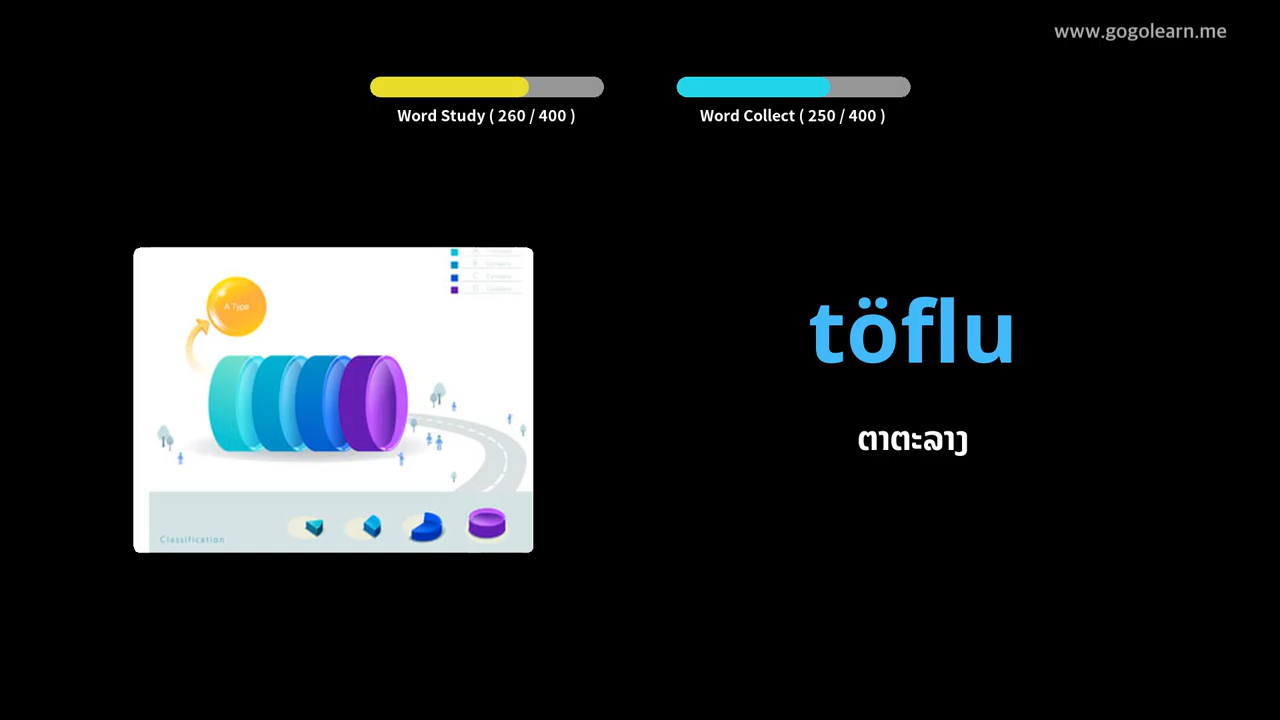 www.gogolearn.me
Word Study ( 260 / 400 )
Word Collect ( 250 / 400 )
A Type
C
D
Classification
töflu
ຕາຕະລາງ